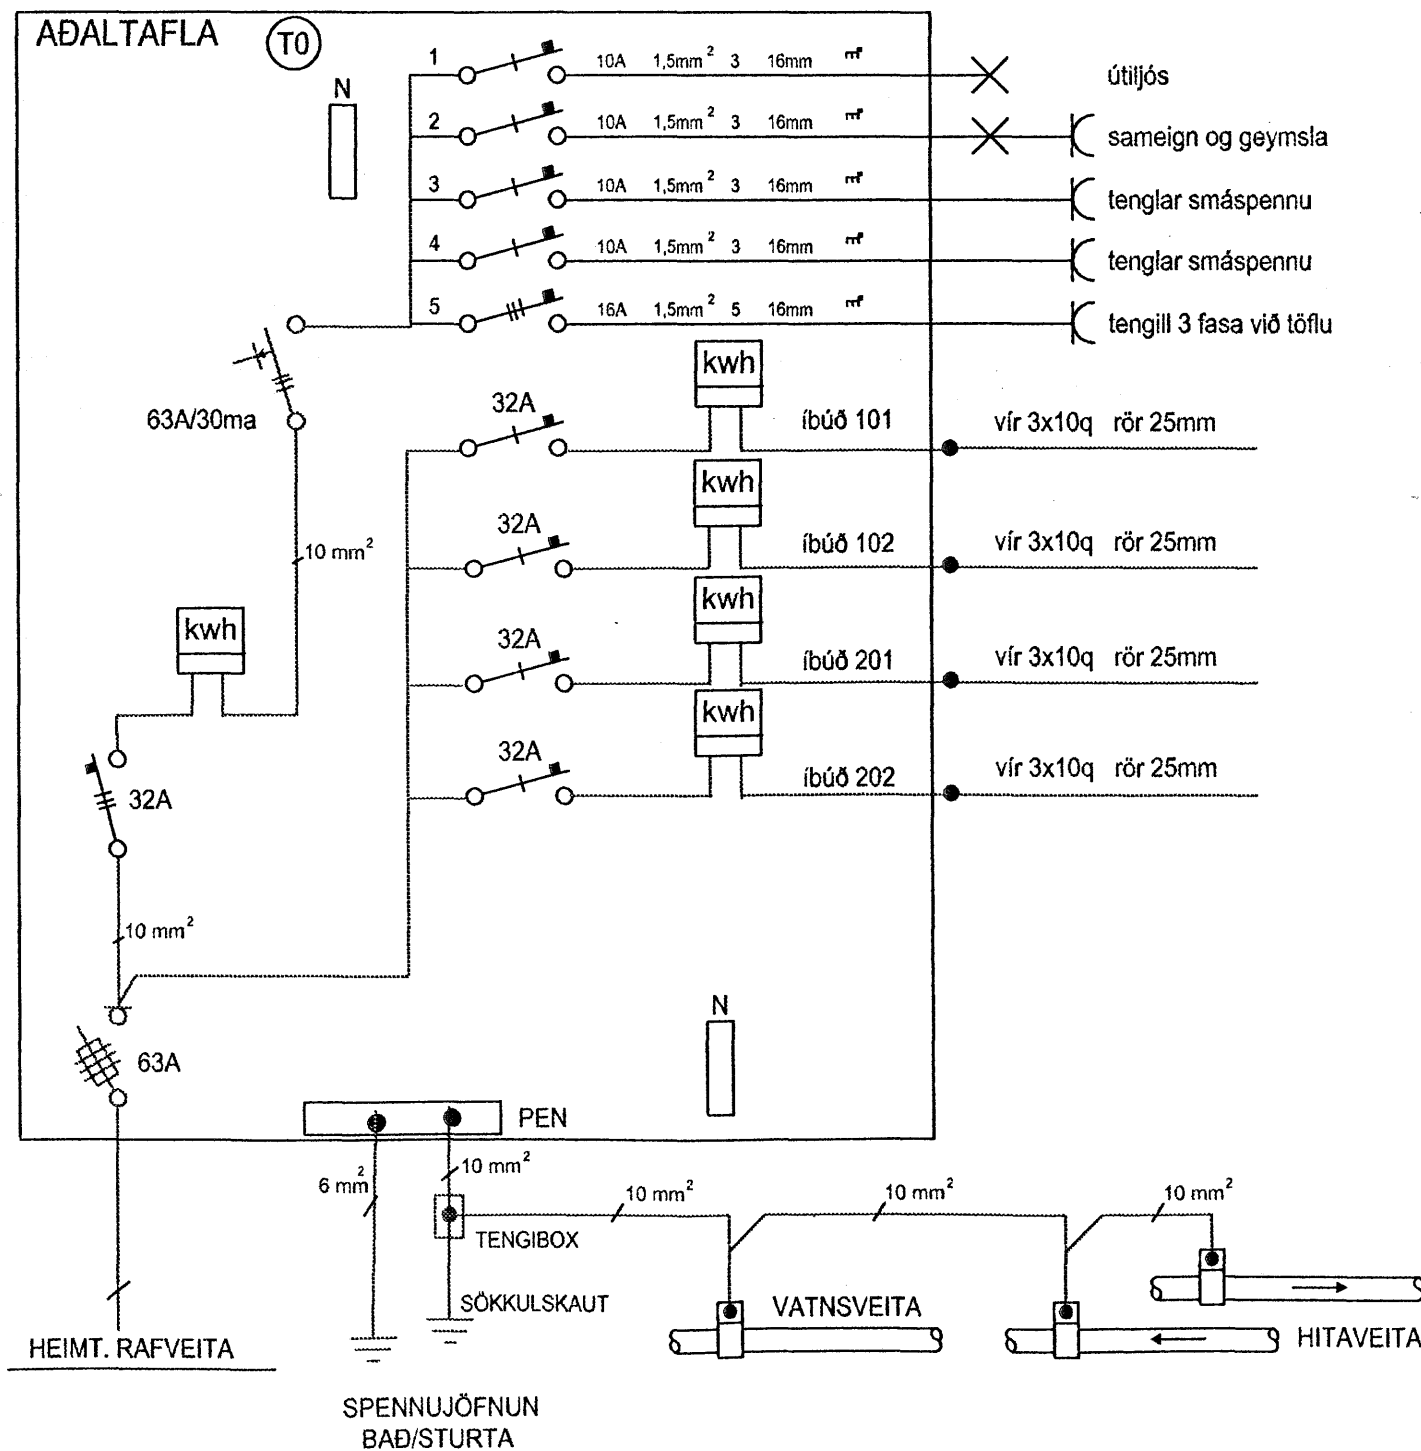 AÐALTAFLA T0
N
1 10A 1,5mm² 3 16mm útiljós
2 10A 1,5mm² 3 16mm sameign og geymsla
3 10A 1,5mm² 3 16mm tenglar smáspennu
4 10A 1,5mm² 3 16mm tenglar smáspennu
5 16A 1,5mm² 5 16mm tengill 3 fasa við töflu
63A/30ma
kwh
32A íbúð 101 vír 3x10q rör 25mm
kwh
32A íbúð 102 vír 3x10q rör 25mm
10 mm²
kwh
32A íbúð 201 vír 3x10q rör 25mm
kwh
kwh
32A íbúð 202 vír 3x10q rör 25mm
32A
10 mm²
N
63A
PEN
6 mm² 10 mm² 10 mm² 10 mm² 10 mm²
TENGIBOX
SÖKKULSKAUT
VATNSVEITA
HITAVEITA
HEIMT. RAFVEITA
SPENNUJÖFNUN
BAÐ/STURTA